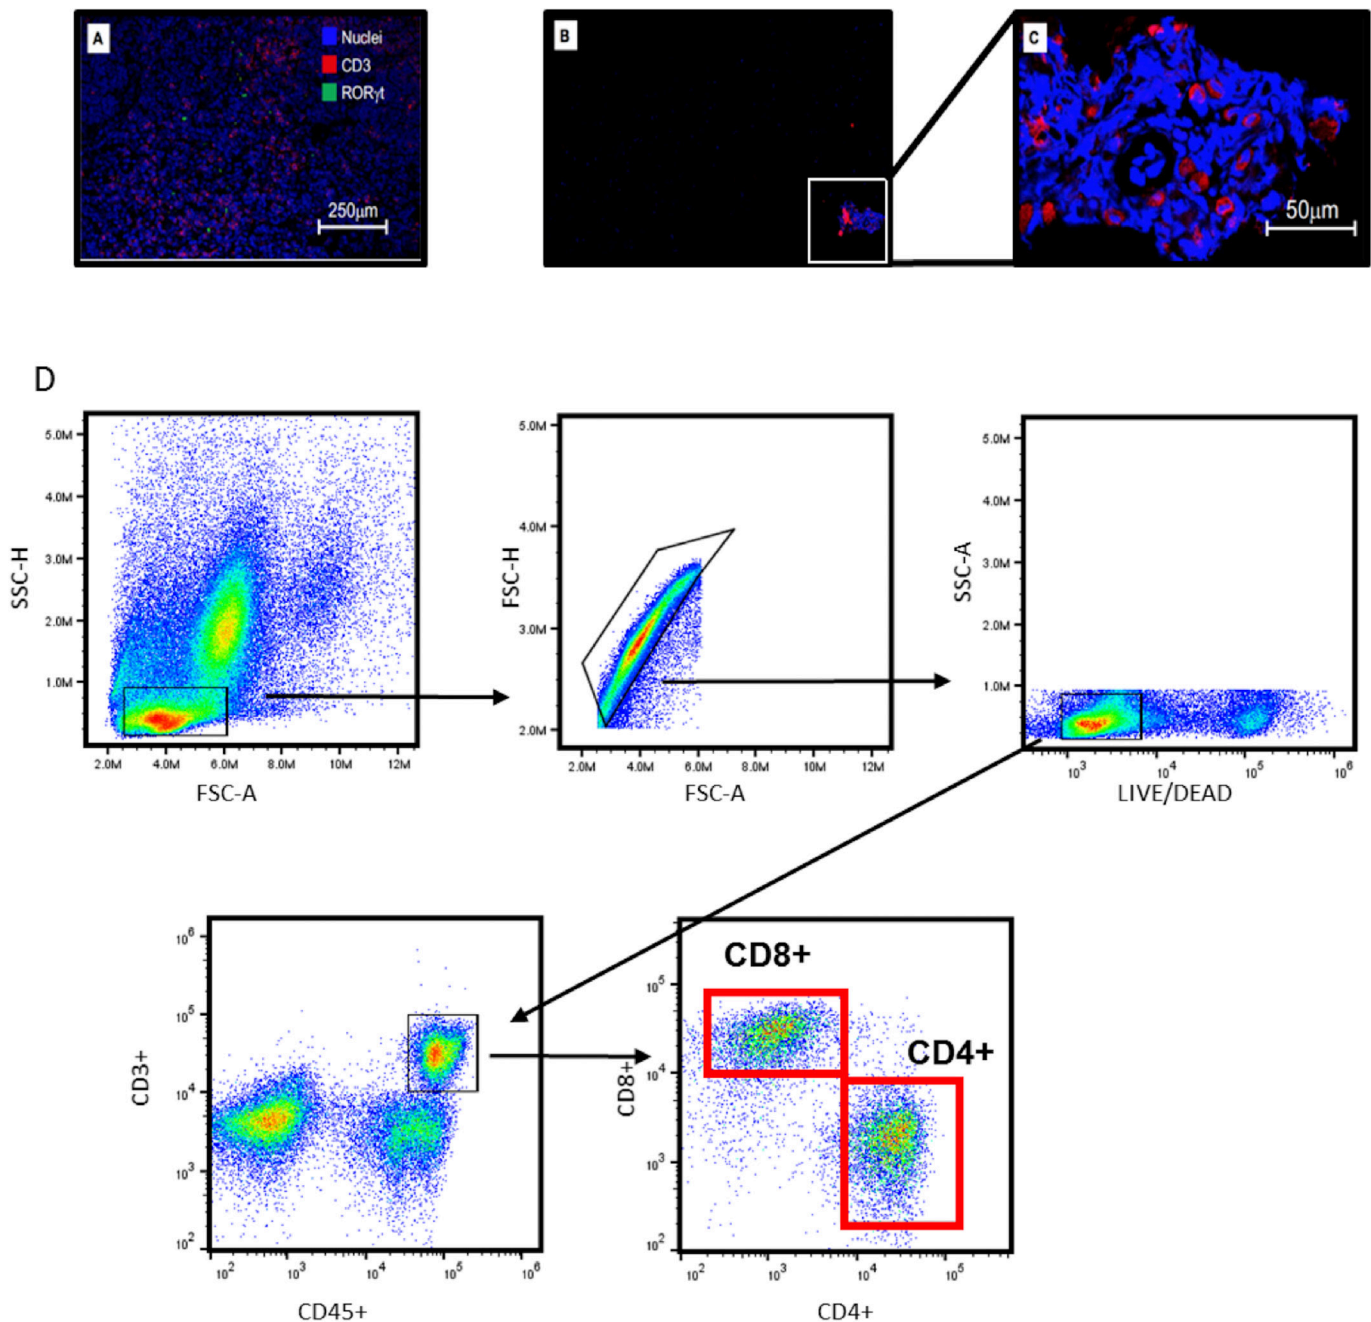 A
Nuclei
CD3
RORγt
250μm
B
C
50μm
D
SSC-H
5.0M
4.0M
3.0M
2.0M
1.0M
2.0M 4.0M 6.0M 8.0M 10M 12M
FSC-A
FSC-H
5.0M
4.0M
3.0M
2.0M
2.0M 4.0M 6.0M 8.0M 10M 12M
FSC-A
SSC-A
5.0M
4.0M
3.0M
2.0M
1.0M
10³ 10⁴ 10⁵ 10⁶
LIVE/DEAD
CD3+
10⁶
10⁵
10⁴
10³
10²
10² 10³ 10⁴ 10⁵ 10⁶
CD45+
CD8+
CD4+
CD8+
10⁵
10⁴
10³
10²
10² 10³ 10⁴ 10⁵
CD4+